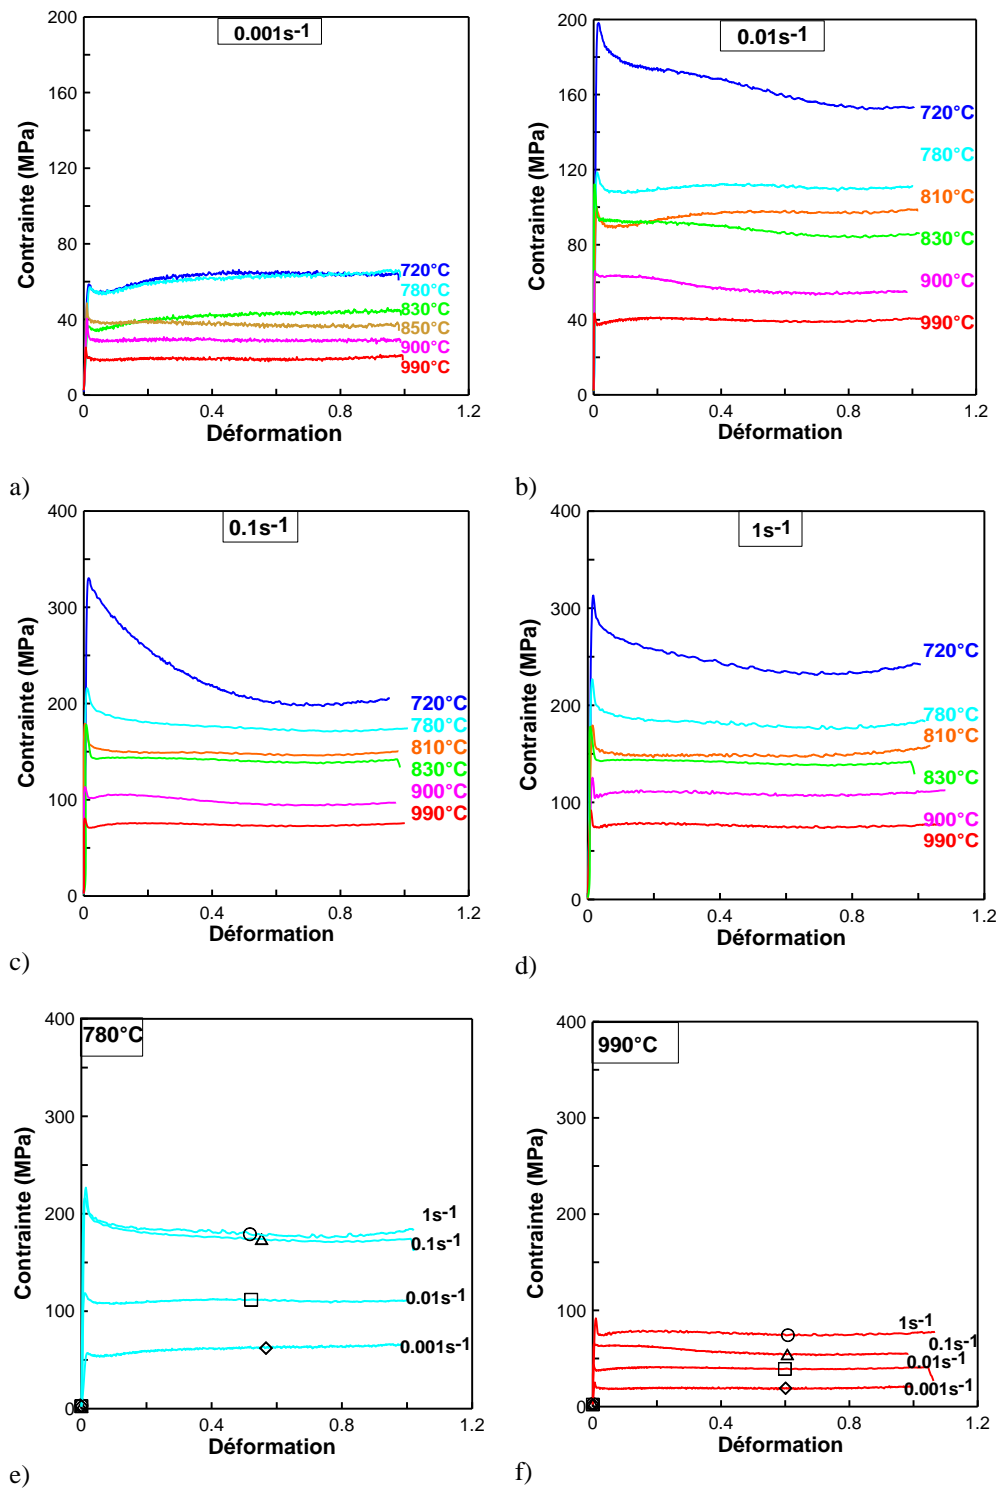 0.001s-1
Contrainte (MPa)
200
160
120
80
40
0
720°C
780°C
830°C
850°C
900°C
990°C
0 0.4 0.8 1.2
Déformation
a)
0.01s-1
Contrainte (MPa)
200
160
120
80
40
0
720°C
780°C
810°C
830°C
900°C
990°C
0 0.4 0.8 1.2
Déformation
b)
0.1s-1
Contrainte (MPa)
400
300
200
100
0
720°C
780°C
810°C
830°C
900°C
990°C
0 0.4 0.8 1.2
Déformation
c)
1s-1
Contrainte (MPa)
400
300
200
100
0
720°C
780°C
810°C
830°C
900°C
990°C
0 0.4 0.8 1.2
Déformation
d)
780°C
Contrainte (MPa)
400
300
200
100
0
1s-1
0.1s-1
0.01s-1
0.001s-1
0 0.4 0.8 1.2
Déformation
e)
990°C
Contrainte (MPa)
400
300
200
100
0
1s-1
0.1s-1
0.01s-1
0.001s-1
0 0.4 0.8 1.2
Déformation
f)